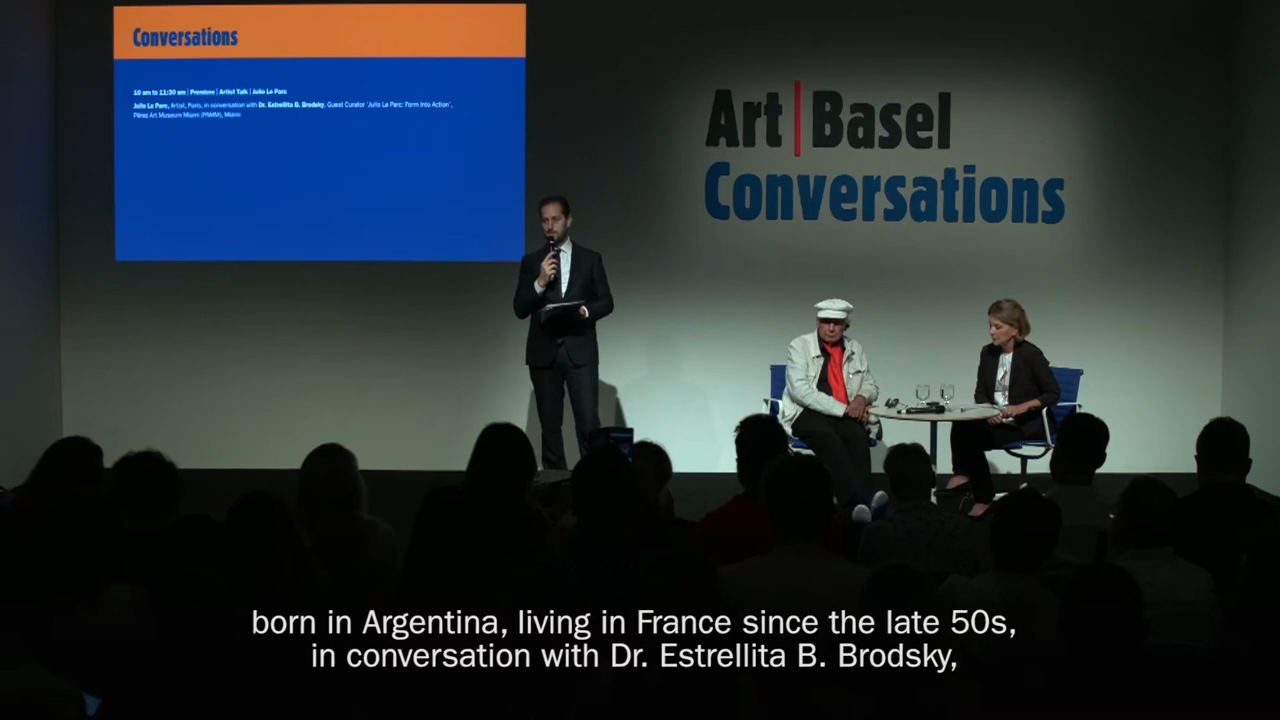 Conversations
10 am to 11:30 am | Premiere | Artist Talk | Julio Le Parc
Julio Le Parc, Artist, Paris, in conversation with Dr. Estrellita B. Brodsky, Guest Curator 'Julio Le Parc: Form Into Action',
Pérez Art Museum Miami (PAMM), Miami
Art | Basel
Conversations
born in Argentina, living in France since the late 50s,
in conversation with Dr. Estrellita B. Brodsky,